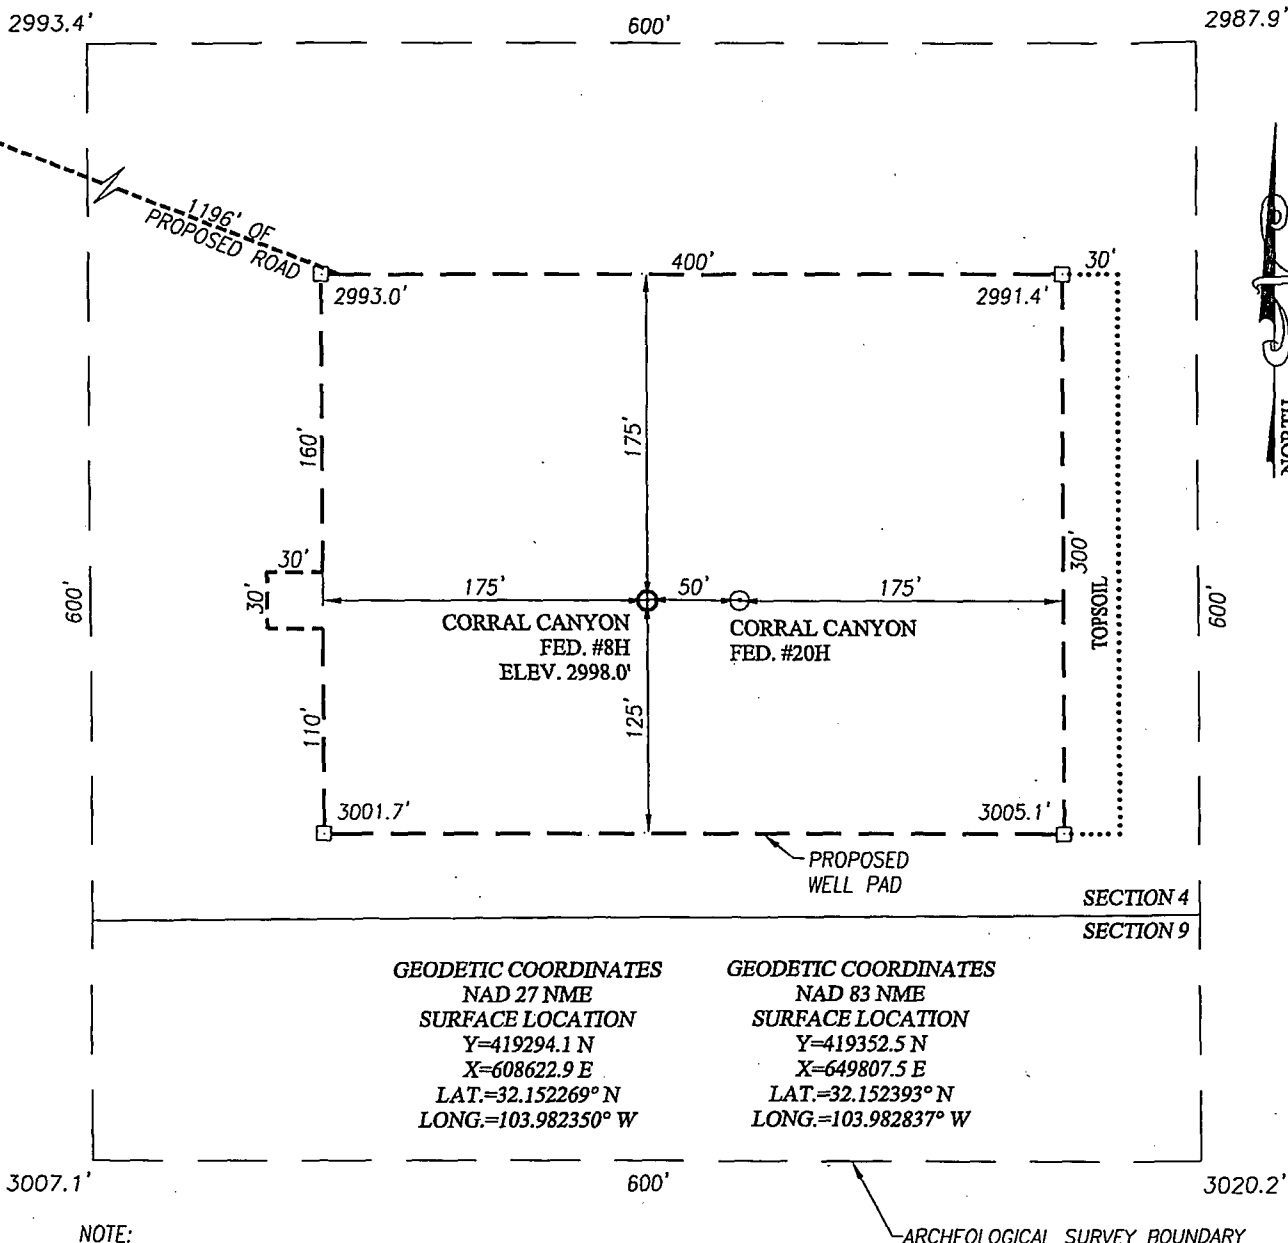 2993.4'
600'
2987.9'
1196' OF
PROPOSED ROAD
400'
30'
2993.0'
2991.4'
NORTH
160'
175'
300'
TOPSOIL
30'
30'
600'
175'
50'
175'
600'
CORRAL CANYON
FED. #8H
ELEV. 2998.0'
CORRAL CANYON
FED. #20H
110'
125'
3001.7'
3005.1'
PROPOSED
WELL PAD
SECTION 4
SECTION 9
GEODETIC COORDINATES
NAD 27 NME
SURFACE LOCATION
Y=419294.1 N
X=608622.9 E
LAT.=32.152269° N
LONG.=103.982350° W
GEODETIC COORDINATES
NAD 83 NME
SURFACE LOCATION
Y=419352.5 N
X=649807.5 E
LAT.=32.152393° N
LONG.=103.982837° W
3007.1'
600'
3020.2'
NOTE:
ARCHEOLOGICAL SURVEY BOUNDARY